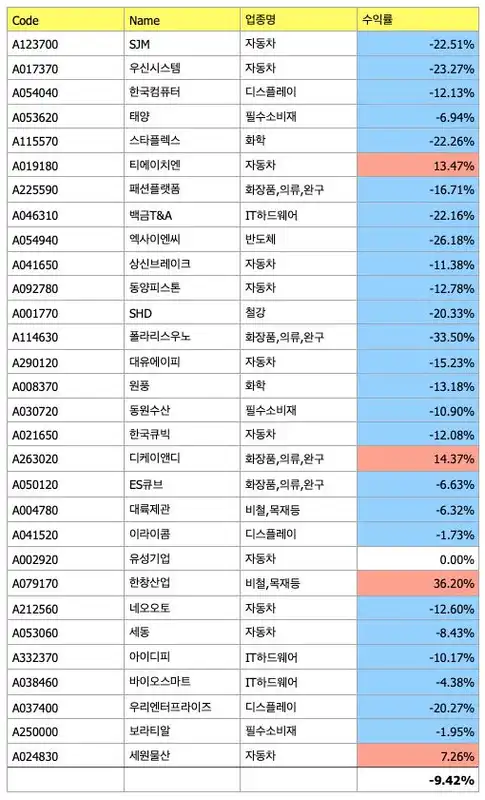 Code Name 업종명 수익률
A123700 SJM 자동차 -22.51%
A017370 우신시스템 자동차 -23.27%
A054040 한국컴퓨터 디스플레이 -12.13%
A053620 태양 필수소비재 -6.94%
A115570 스타플렉스 화학 -22.26%
A019180 티에이치엔 자동차 13.47%
A225590 패션플랫폼 화장품,의류,완구 -16.71%
A046310 백금T&A IT하드웨어 -22.16%
A054940 엑사이엔씨 반도체 -26.18%
A041650 상신브레이크 자동차 -11.38%
A092780 동양피스톤 자동차 -12.78%
A001770 SHD 철강 -20.33%
A114630 폴라리스우노 화장품,의류,완구 -33.50%
A290120 대유에이피 자동차 -15.23%
A008370 원풍 화학 -13.18%
A030720 동원수산 필수소비재 -10.90%
A021650 한국큐빅 자동차 -12.08%
A263020 디케이앤디 화장품,의류,완구 14.37%
A050120 ES큐브 화장품,의류,완구 -6.63%
A004780 대륙제관 비철,목재등 -6.32%
A041520 이라이콤 디스플레이 -1.73%
A002920 유성기업 자동차 0.00%
A079170 한창산업 비철,목재등 36.20%
A212560 네오오토 자동차 -12.60%
A053060 세동 자동차 -8.43%
A332370 아이디피 IT하드웨어 -10.17%
A038460 바이오스마트 IT하드웨어 -4.38%
A037400 우리엔터프라이즈 디스플레이 -20.27%
A250000 보라티알 필수소비재 -1.95%
A024830 세원물산 자동차 7.26%
-9.42%